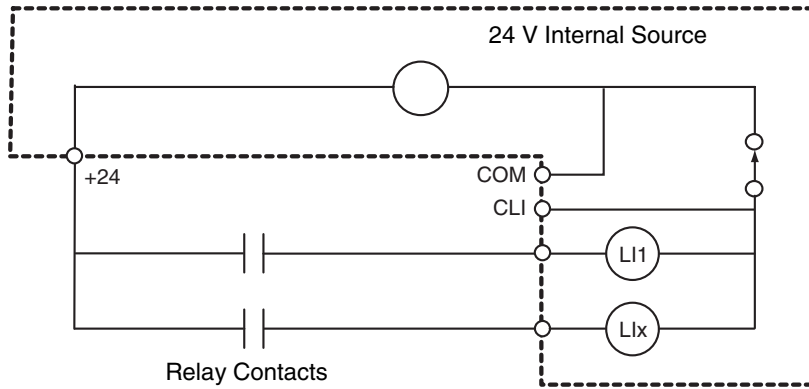 24 V Internal Source
+24
COM
CLI
LI1
LIx
Relay Contacts